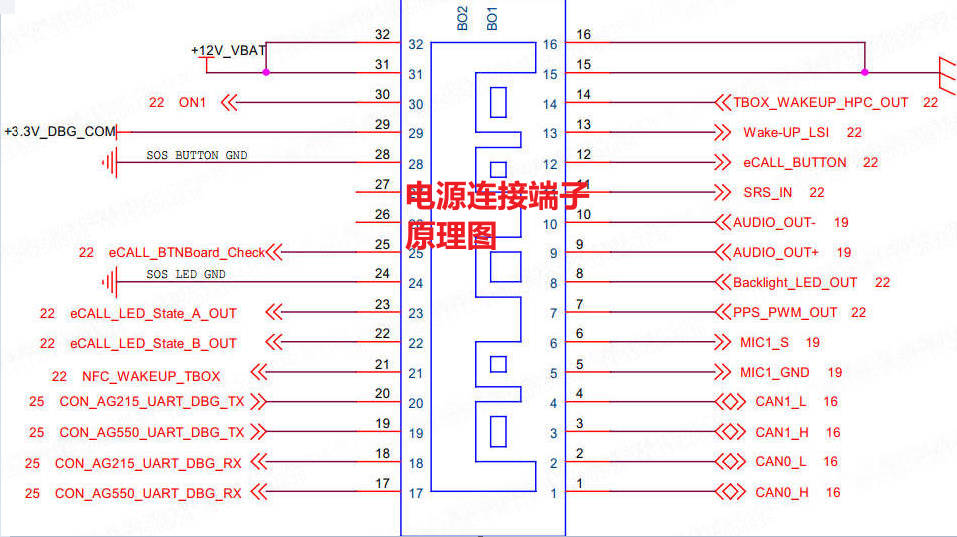 BO2 BO1
32 32 16 16
+12V_VBAT
31 31 15 15
22 ON1 30 30 14 14 TBOX_WAKEUP_HPC_OUT 22
+3.3V_DBG_COM 29 29 13 13 Wake-UP_LSI 22
SOS BUTTON GND 28 28 12 12 eCALL_BUTTON 22
27 SRS_IN 22
电源连接端子
26 10 10 AUDIO_OUT- 19
原理图
22 eCALL_BTNBoard_Check 25 25 9 9 AUDIO_OUT+ 19
SOS LED GND 24 24 8 8 Backlight_LED_OUT 22
22 eCALL_LED_State_A_OUT 23 23 7 7 PPS_PWM_OUT 22
22 eCALL_LED_State_B_OUT 22 22 6 6 MIC1_S 19
22 NFC_WAKEUP_TBOX 21 21 5 5 MIC1_GND 19
25 CON_AG215_UART_DBG_TX 20 20 4 4 CAN1_L 16
25 CON_AG550_UART_DBG_TX 19 19 3 3 CAN1_H 16
25 CON_AG215_UART_DBG_RX 18 18 2 2 CAN0_L 16
25 CON_AG550_UART_DBG_RX 17 17 1 1 CAN0_H 16